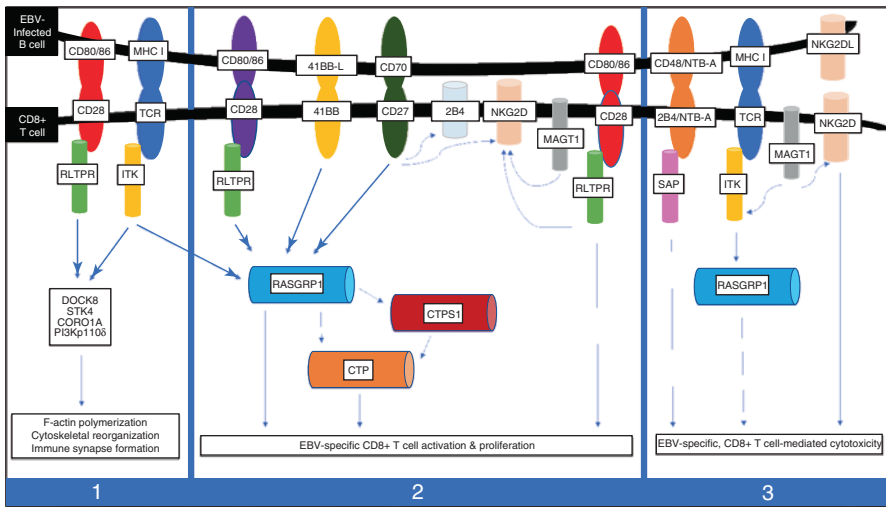 EBV-
Infected
B cell
CD80/86
MHC I
CD80/86
41BB-L
CD70
CD80/86
CD48/NTB-A
MHC I
NKG2DL
CD8+
T cell
CD28
TCR
CD28
41BB
CD27
2B4
NKG2D
MAGT1
CD28
2B4/NTB-A
TCR
MAGT1
NKG2D
RLTPR
ITK
RLTPR
RLTPR
SAP
ITK
DOCK8
STK4
CORO1A
PI3Kp110δ
RASGRP1
CTPS1
CTP
RASGRP1
F-actin polymerization
Cytoskeletal reorganization
Immune synapse formation
EBV-specific CD8+ T cell activation & proliferation
EBV-specific, CD8+ T cell-mediated cytotoxicity
1
2
3